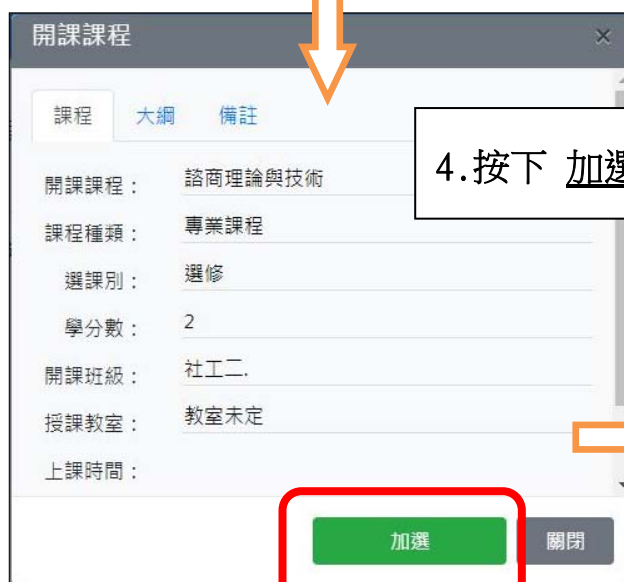 開課課程 ×
課程 大綱 備註
4.按下 加選
開課課程： 諮商理論與技術
課程種類： 專業課程
選課別： 選修
學分數： 2
開課班級： 社工二.
授課教室： 教室未定
上課時間：
加選 關閉